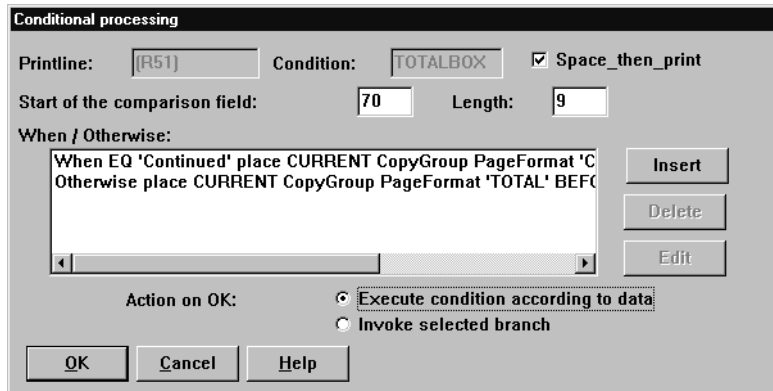 Conditional processing
Printline: (R51) Condition: TOTALBOX Space_then_print
Start of the comparison field: 70 Length: 9
When / Otherwise:
When EQ 'Continued' place CURRENT CopyGroup PageFormat 'C
Otherwise place CURRENT CopyGroup PageFormat 'TOTAL' BEFO
Insert
Delete
Edit
Action on OK: Execute condition according to data
Invoke selected branch
OK Cancel Help